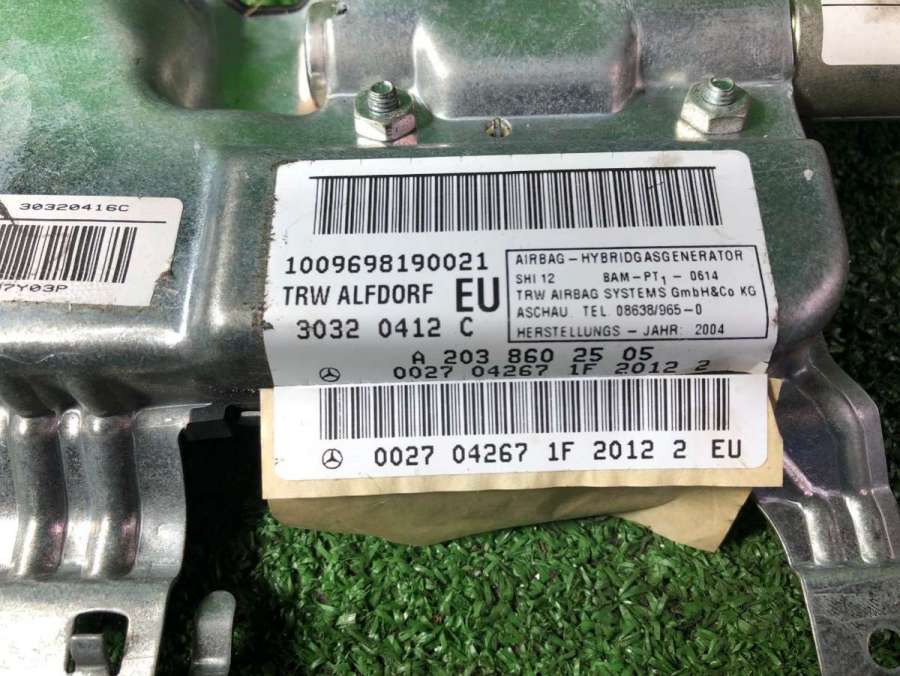 30320416C
7Y03P
1009698190021
TRW ALFDORF EU
3032 0412 C
AIRBAG - HYBRIDGASGENERATOR
SHI 12 BAM-PT1 - 0614
TRW AIRBAG SYSTEMS GmbH&Co KG
ASCHAU. TEL. 08638/965-0
HERSTELLUNGS - JAHR: 2004
A 203 860 25 05
0027 04267 1F 2012 2
0027 04267 1F 2012 2 EU